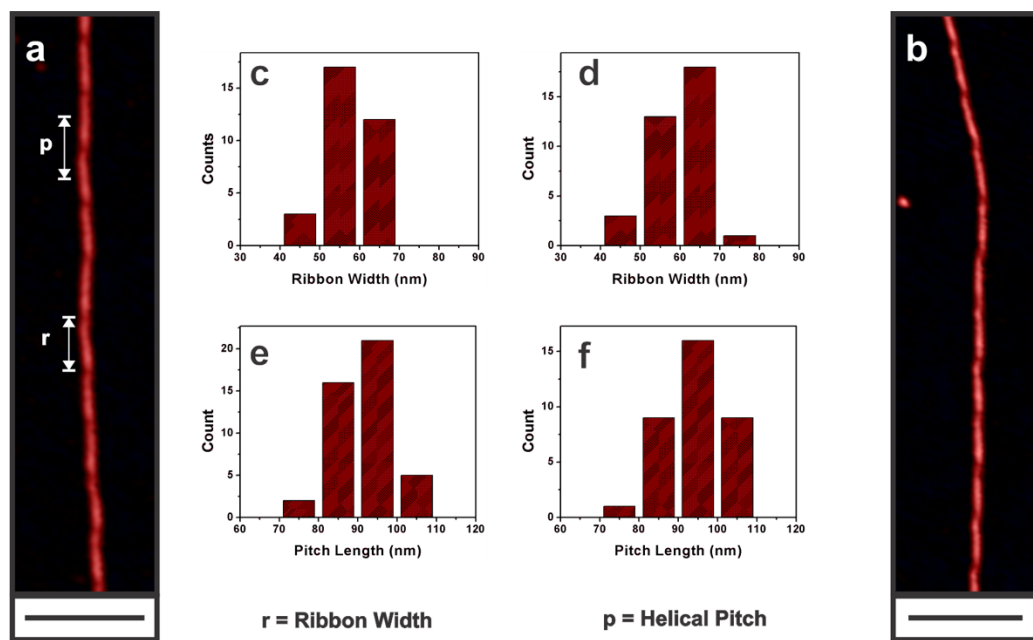 a
p
r
c
Counts
15
10
5
0
30 40 50 60 70 80 90
Ribbon Width (nm)
d
Count
15
10
5
0
30 40 50 60 70 80 90
Ribbon Width (nm)
b
e
Count
20
15
10
5
0
60 70 80 90 100 110 120
Pitch Length (nm)
f
Count
15
10
5
0
60 70 80 90 100 110 120
Pitch Length (nm)
r = Ribbon Width
p = Helical Pitch